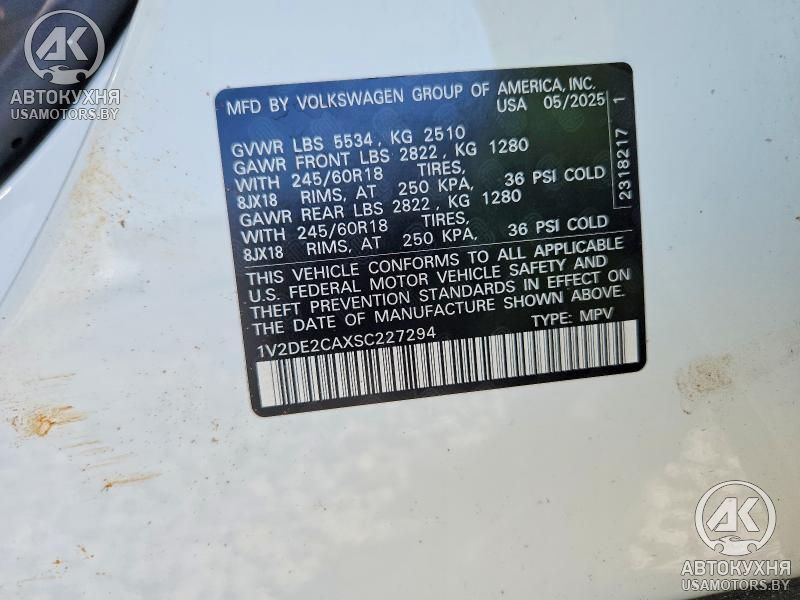 AK
АВТОКУХНЯ
USAMOTORS.BY
MFD BY VOLKSWAGEN GROUP OF AMERICA, INC.
USA 05/2025
GVWR LBS 5534 , KG 2510
GAWR FRONT LBS 2822 , KG 1280
WITH 245/60R18 TIRES,
8JX18 RIMS, AT 250 KPA, 36 PSI COLD
GAWR REAR LBS 2822 , KG 1280
WITH 245/60R18 TIRES,
8JX18 RIMS, AT 250 KPA, 36 PSI COLD
THIS VEHICLE CONFORMS TO ALL APPLICABLE
U.S. FEDERAL MOTOR VEHICLE SAFETY AND
THEFT PREVENTION STANDARDS IN EFFECT ON
THE DATE OF MANUFACTURE SHOWN ABOVE.
1V2DE2CAXSC227294 TYPE: MPV
2318217 1
AK
АВТОКУХНЯ
USAMOTORS.BY